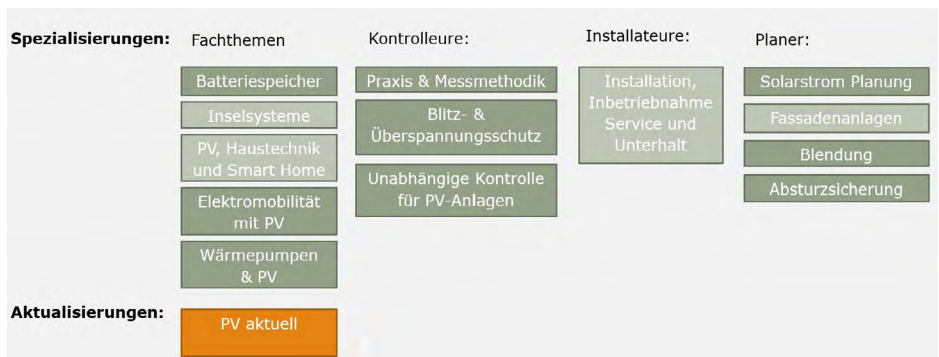 Spezialisierungen:
Fachthemen
Kontrolleure:
Installateure:
Planer:
Batteriespeicher
Inselsysteme
PV, Haustechnik
und Smart Home
Elektromobilität
mit PV
Wärmepumpen
& PV
Praxis & Messmethodik
Blitz- &
Überspannungsschutz
Unabhängige Kontrolle
für PV-Anlagen
Installation,
Inbetriebnahme
Service und
Unterhalt
Solarstrom Planung
Fassadenanlagen
Blendung
Absturzsicherung
Aktualisierungen:
PV aktuell